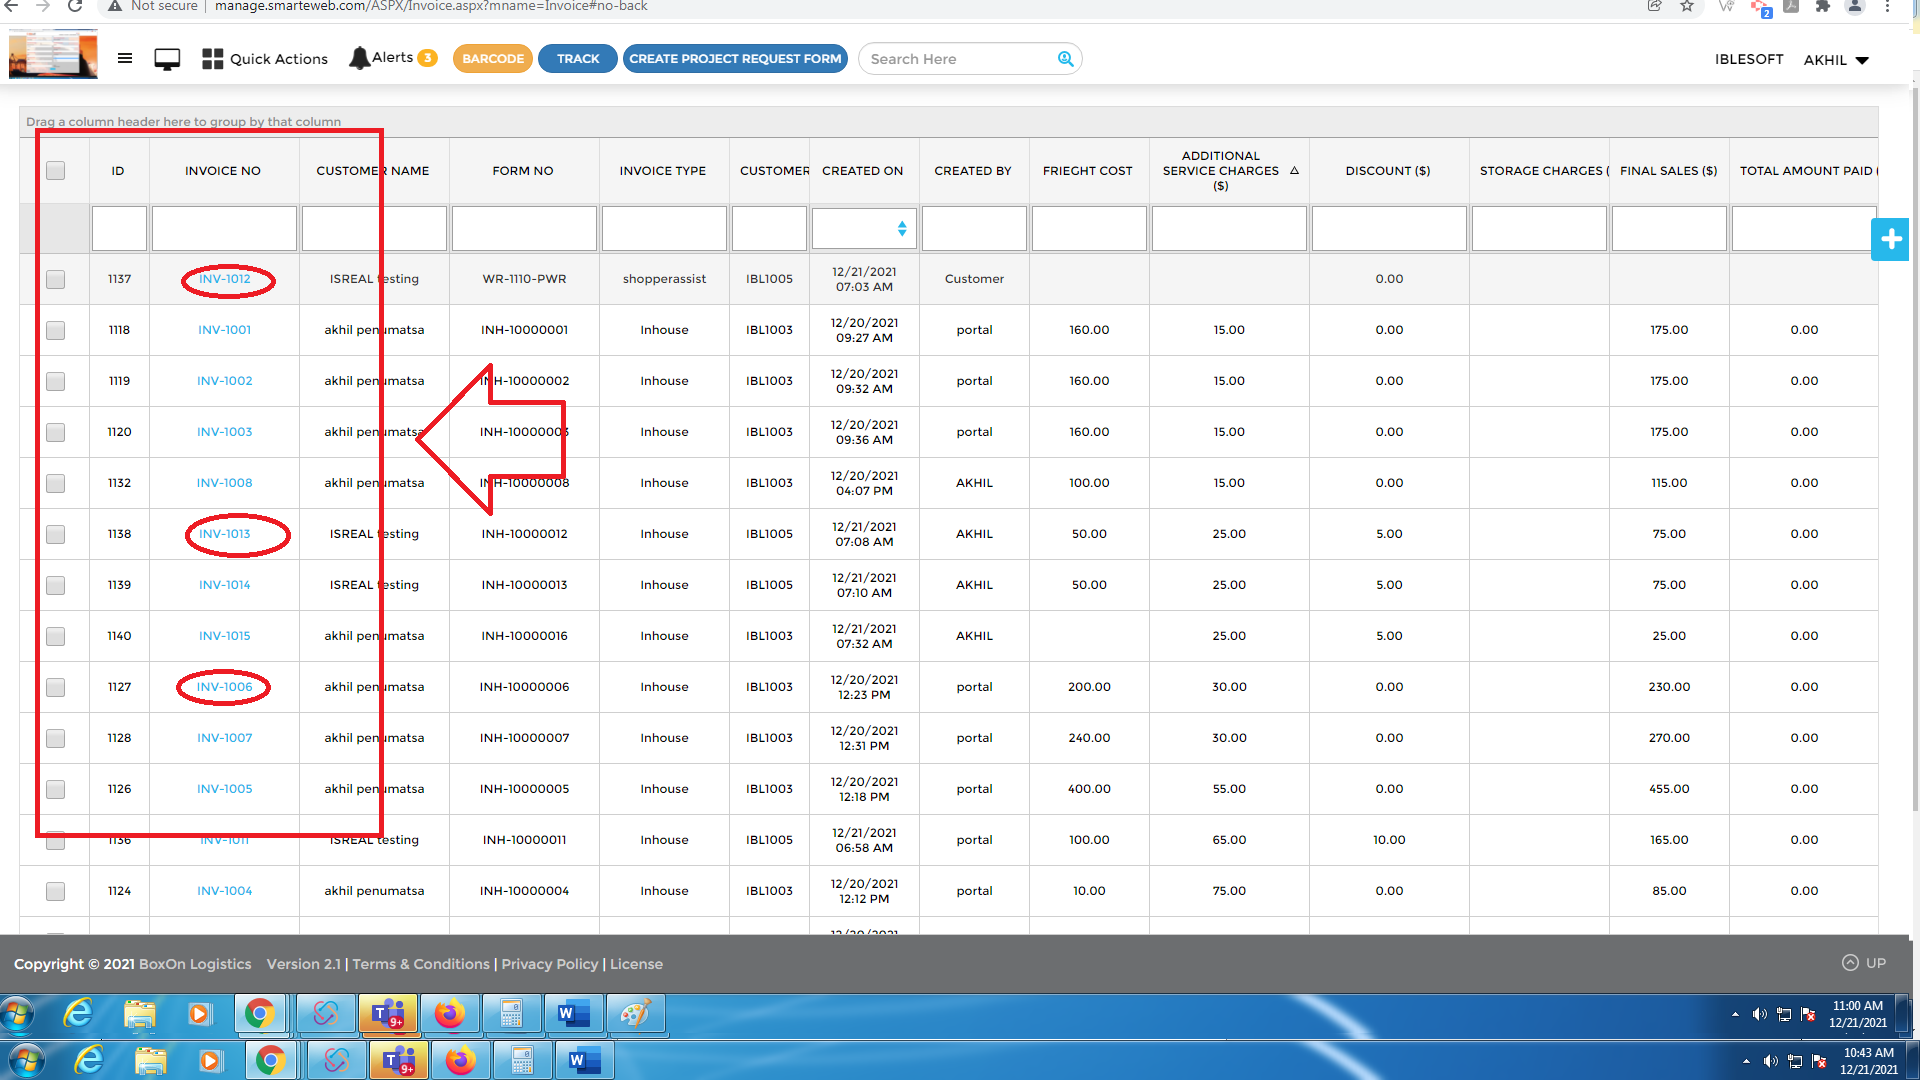 Not secure | manage.smarteweb.com/ASPX/Invoice.aspx?mname=Invoice#no-back
2
Quick Actions Alerts 3 BARCODE TRACK CREATE PROJECT REQUEST FORM Search Here IBLESOFT AKHIL
Drag a column header here to group by that column
ID INVOICE NO CUSTOMER NAME FORM NO INVOICE TYPE CUSTOMER CREATED ON CREATED BY FRIEGHT COST ADDITIONAL SERVICE CHARGES ($) DISCOUNT ($) STORAGE CHARGES ( FINAL SALES ($) TOTAL AMOUNT PAID (
1137 INV-1012 ISREAL testing WR-1110-PWR shopperassist IBL1005 12/21/2021 07:03 AM Customer 0.00
1118 INV-1001 akhil penumatsa INH-10000001 Inhouse IBL1003 12/20/2021 09:27 AM portal 160.00 15.00 0.00 175.00 0.00
1119 INV-1002 akhil penumatsa INH-10000002 Inhouse IBL1003 12/20/2021 09:32 AM portal 160.00 15.00 0.00 175.00 0.00
1120 INV-1003 akhil penumatsa INH-10000003 Inhouse IBL1003 12/20/2021 09:36 AM portal 160.00 15.00 0.00 175.00 0.00
1132 INV-1008 akhil penumatsa INH-10000008 Inhouse IBL1003 12/20/2021 04:07 PM AKHIL 100.00 15.00 0.00 115.00 0.00
1138 INV-1013 ISREAL testing INH-10000012 Inhouse IBL1005 12/21/2021 07:08 AM AKHIL 50.00 25.00 5.00 75.00 0.00
1139 INV-1014 ISREAL testing INH-10000013 Inhouse IBL1005 12/21/2021 07:10 AM AKHIL 50.00 25.00 5.00 75.00 0.00
1140 INV-1015 akhil penumatsa INH-10000016 Inhouse IBL1003 12/21/2021 07:32 AM AKHIL 25.00 5.00 25.00 0.00
1127 INV-1006 akhil penumatsa INH-10000006 Inhouse IBL1003 12/20/2021 12:23 PM portal 200.00 30.00 0.00 230.00 0.00
1128 INV-1007 akhil penumatsa INH-10000007 Inhouse IBL1003 12/20/2021 12:31 PM portal 240.00 30.00 0.00 270.00 0.00
1126 INV-1005 akhil penumatsa INH-10000005 Inhouse IBL1003 12/20/2021 12:18 PM portal 400.00 55.00 0.00 455.00 0.00
1136 INV-1011 ISREAL testing INH-10000011 Inhouse IBL1005 12/21/2021 06:58 AM portal 100.00 65.00 10.00 165.00 0.00
1124 INV-1004 akhil penumatsa INH-10000004 Inhouse IBL1003 12/20/2021 12:12 PM portal 10.00 75.00 0.00 85.00 0.00
Copyright © 2021 BoxOn Logistics Version 2.1 | Terms & Conditions | Privacy Policy | License UP
T 9+ W 11:00 AM
12/21/2021
T 9+ W 10:43 AM
12/21/2021